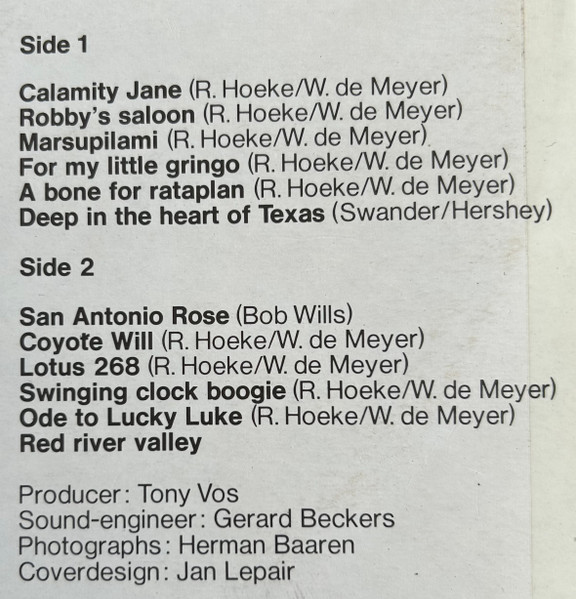 Side 1
Calamity Jane (R. Hoeke/W. de Meyer)
Robby's saloon (R. Hoeke/W. de Meyer)
Marsupilami (R. Hoeke/W. de Meyer)
For my little gringo (R. Hoeke/W. de Meyer)
A bone for rataplan (R. Hoeke/W. de Meyer)
Deep in the heart of Texas (Swander/Hershey)
Side 2
San Antonio Rose (Bob Wills)
Coyote Will (R. Hoeke/W. de Meyer)
Lotus 268 (R. Hoeke/W. de Meyer)
Swinging clock boogie (R. Hoeke/W. de Meyer)
Ode to Lucky Luke (R. Hoeke/W. de Meyer)
Red river valley
Producer: Tony Vos
Sound-engineer: Gerard Beckers
Photographs: Herman Baaren
Coverdesign: Jan Lepair